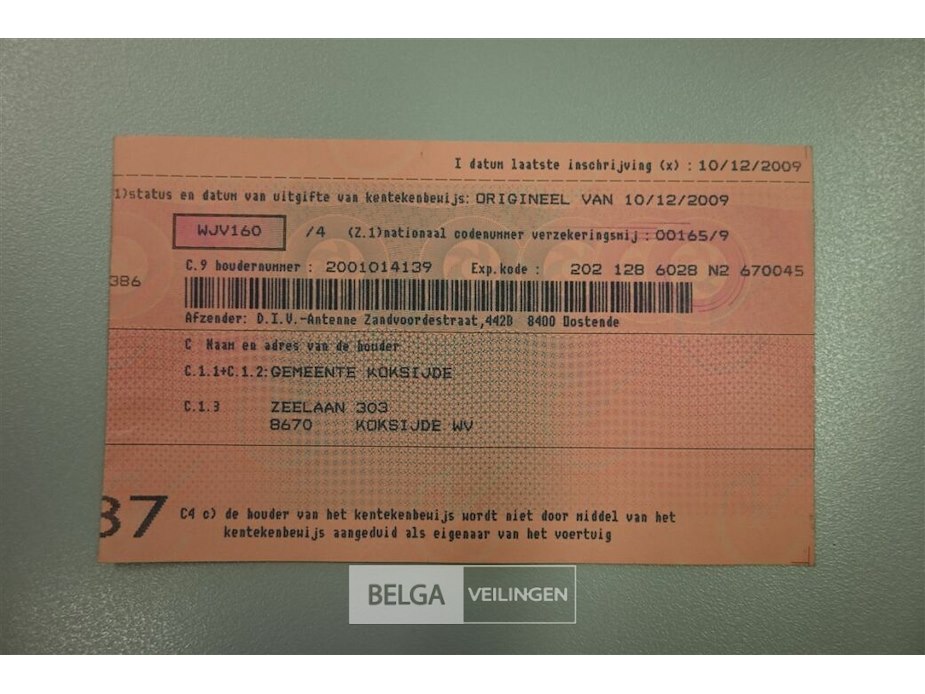 I datum laatste inschrijving (x) : 10/12/2009
1)status en datum van uitgifte van kentekenbewijs: ORIGINEEL VAN 10/12/2009
WJV160 /4 (Z.1)nationaal codenummer verzekeringsmij : 00165/9
C.9 houdernummer : 2001014139 Exp.kode : 202 128 6028 N2 670045
386
Afzender: D.I.V.-Antenne Zandvoordestraat,442B 8400 Oostende
C Naam en adres van de houder
C.1.1+C.1.2: GEMEENTE KOKSIJDE
C.1.3 ZEELAAN 303
8670 KOKSIJDE WV
37
C4 c) de houder van het kentekenbewijs wordt niet door middel van het
kentekenbewijs aangeduid als eigenaar van het voertuig
BELGA VEILINGEN